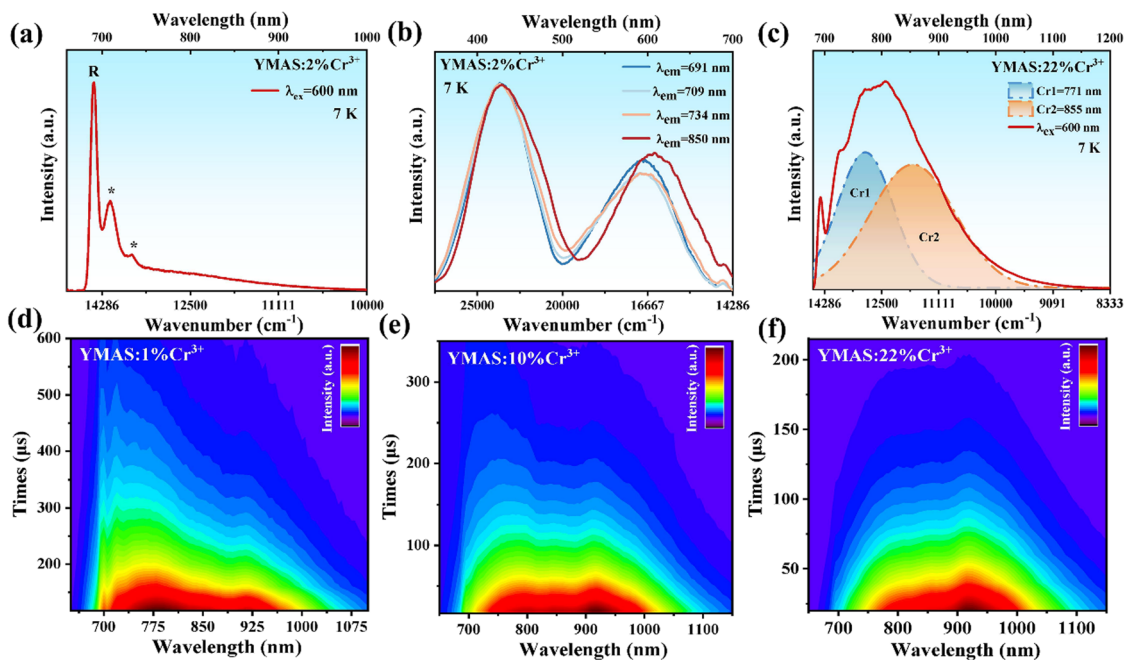 (a)
Wavelength (nm)
700 800 900 1000
R
*
*
YMAS:2%Cr³⁺
λex=600 nm
7 K
Intensity (a.u.)
14286 12500 11111 10000
Wavenumber (cm⁻¹)
(b)
Wavelength (nm)
400 500 600 700
YMAS:2%Cr³⁺
7 K
λem=691 nm
λem=709 nm
λem=734 nm
λem=850 nm
Intensity (a.u.)
25000 20000 16667 14286
Wavenumber (cm⁻¹)
(c)
Wavelength (nm)
700 800 900 1000 1100 1200
YMAS:22%Cr³⁺
Cr1=771 nm
Cr2=855 nm
λex=600 nm
7 K
Cr1
Cr2
Intensity (a.u.)
14286 12500 11111 10000 9091 8333
Wavenumber (cm⁻¹)
(d)
YMAS:1%Cr³⁺
Intensity (a.u.)
Times (μs)
600
500
400
300
200
700 775 850 925 1000 1075
Wavelength (nm)
(e)
YMAS:10%Cr³⁺
Intensity (a.u.)
Times (μs)
300
200
100
700 800 900 1000 1100
Wavelength (nm)
(f)
YMAS:22%Cr³⁺
Intensity (a.u.)
Times (μs)
200
150
100
50
700 800 900 1000 1100
Wavelength (nm)